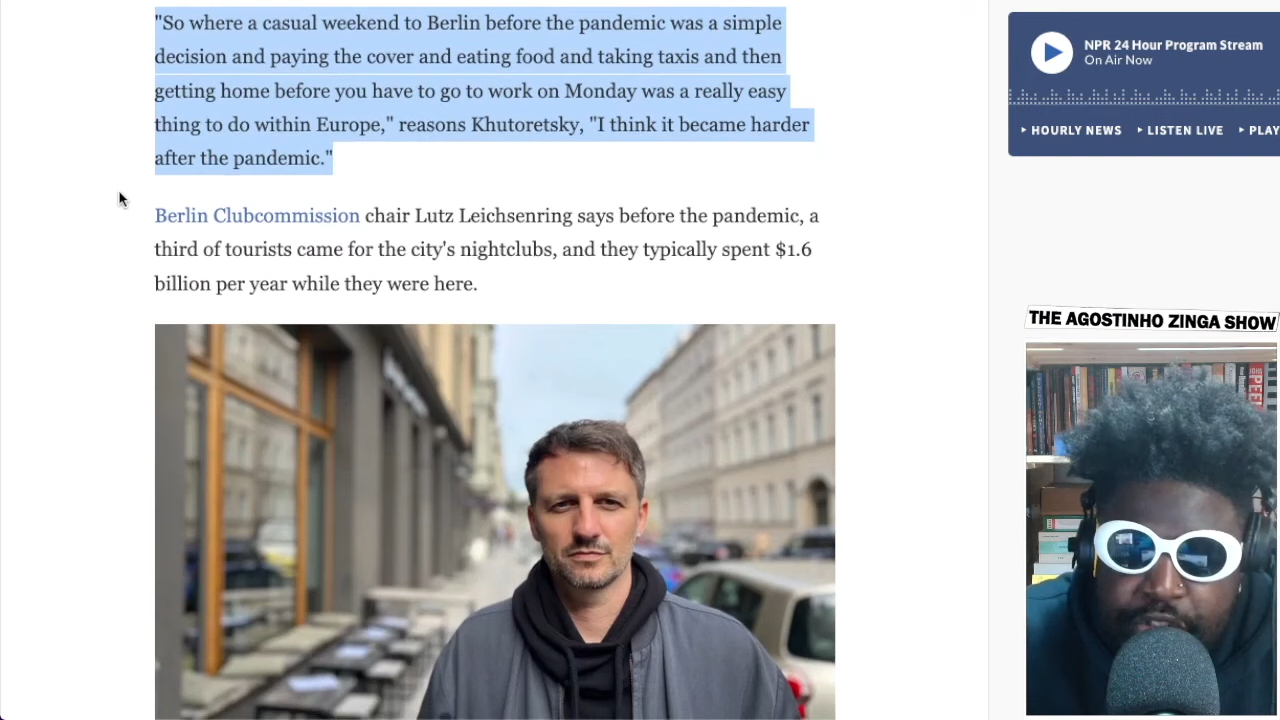 "So where a casual weekend to Berlin before the pandemic was a simple
decision and paying the cover and eating food and taking taxis and then
getting home before you have to go to work on Monday was a really easy
thing to do within Europe," reasons Khutoretsky, "I think it became harder
after the pandemic."
Berlin Clubcommission chair Lutz Leichsenring says before the pandemic, a
third of tourists came for the city's nightclubs, and they typically spent $1.6
billion per year while they were here.
NPR 24 Hour Program Stream
On Air Now
HOURLY NEWS LISTEN LIVE PLAY
THE AGOSTINHO ZINGA SHOW